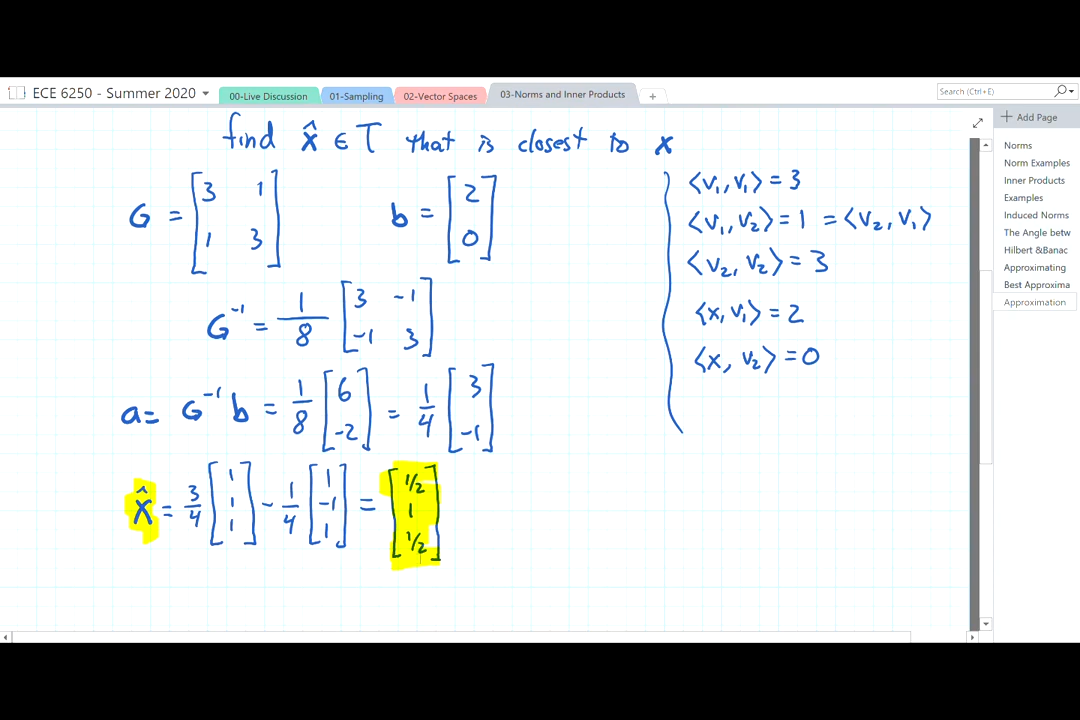 ECE 6250 - Summer 2020
00-Live Discussion
01-Sampling
02-Vector Spaces
03-Norms and Inner Products
Search (Ctrl+E)
Add Page
Norms
Norm Examples
Inner Products
Examples
Induced Norms
The Angle betw
Hilbert &Banac
Approximating
Best Approxima
Approximation
find x̂ ∈ T that is closest to x
G = [3 1; 1 3]   b = [2; 0]
G⁻¹ = 1/8 [3 -1; -1 3]
a = G⁻¹ b = 1/8 [6; -2] = 1/4 [3; -1]
x̂ = 3/4 [1; 1; 1] - 1/4 [1; -1; 1] = [1/2; 1; 1/2]
⟨v₁, v₁⟩ = 3
⟨v₁, v₂⟩ = 1 = ⟨v₂, v₁⟩
⟨v₂, v₂⟩ = 3
⟨x, v₁⟩ = 2
⟨x, v₂⟩ = 0